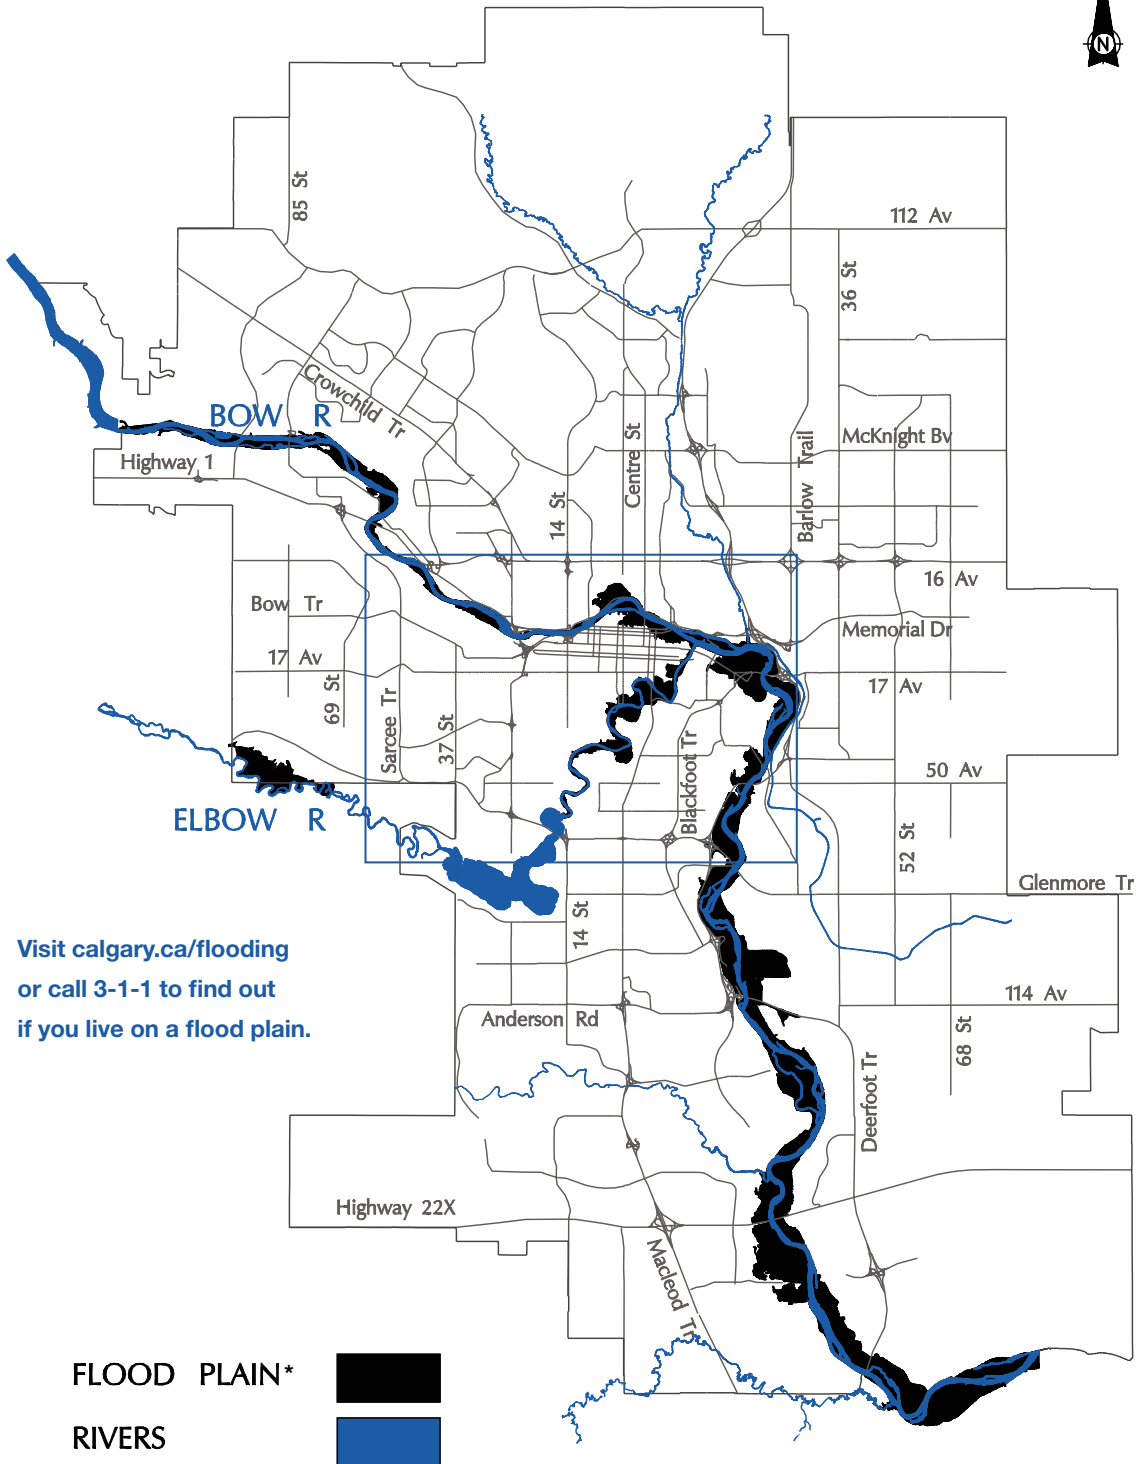 N
85 St
112 Av
36 St
Crowchild Tr
BOW R
McKnight Bv
Centre St
Barlow Trail
Highway 1
14 St
16 Av
Bow Tr
Memorial Dr
17 Av
17 Av
69 St
Sarcee Tr
37 St
Blackfoot Tr
50 Av
ELBOW R
52 St
Glenmore Tr
14 St
Visit calgary.ca/flooding
or call 3-1-1 to find out
if you live on a flood plain.
114 Av
Anderson Rd
68 St
Deerfoot Tr
Highway 22X
Macleod Tr
FLOOD PLAIN*
RIVERS